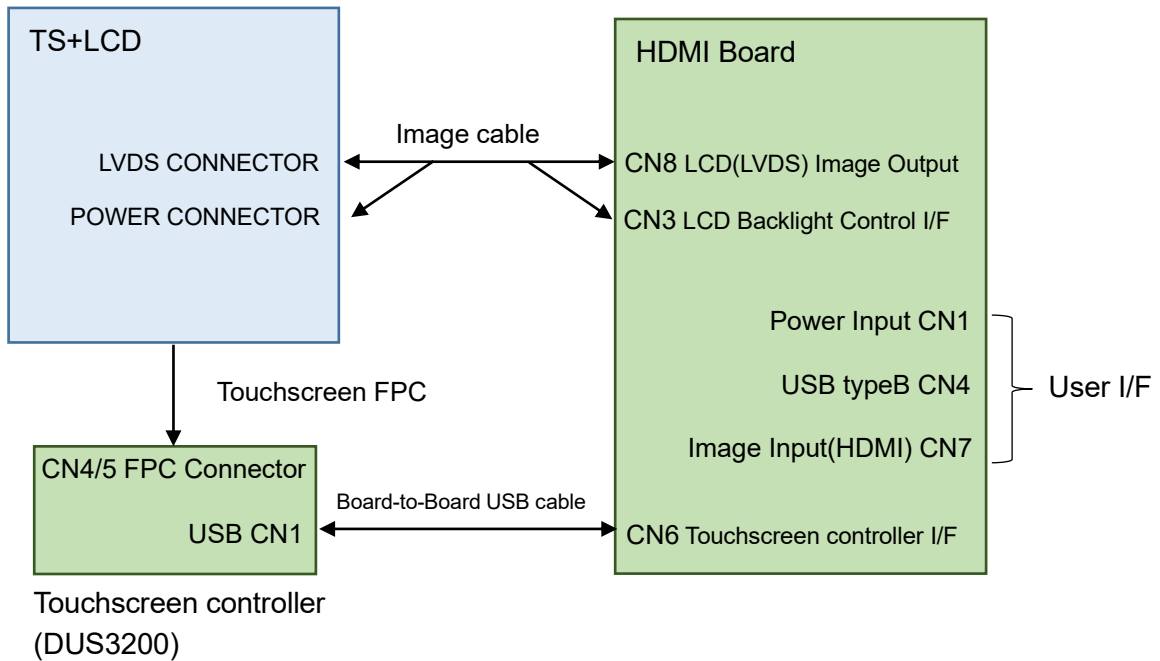 TS+LCD
LVDS CONNECTOR
POWER CONNECTOR
Image cable
HDMI Board
CN8 LCD(LVDS) Image Output
CN3 LCD Backlight Control I/F
Power Input CN1
USB typeB CN4
Image Input(HDMI) CN7
User I/F
Touchscreen FPC
CN4/5 FPC Connector
USB CN1
Board-to-Board USB cable
CN6 Touchscreen controller I/F
Touchscreen controller
(DUS3200)